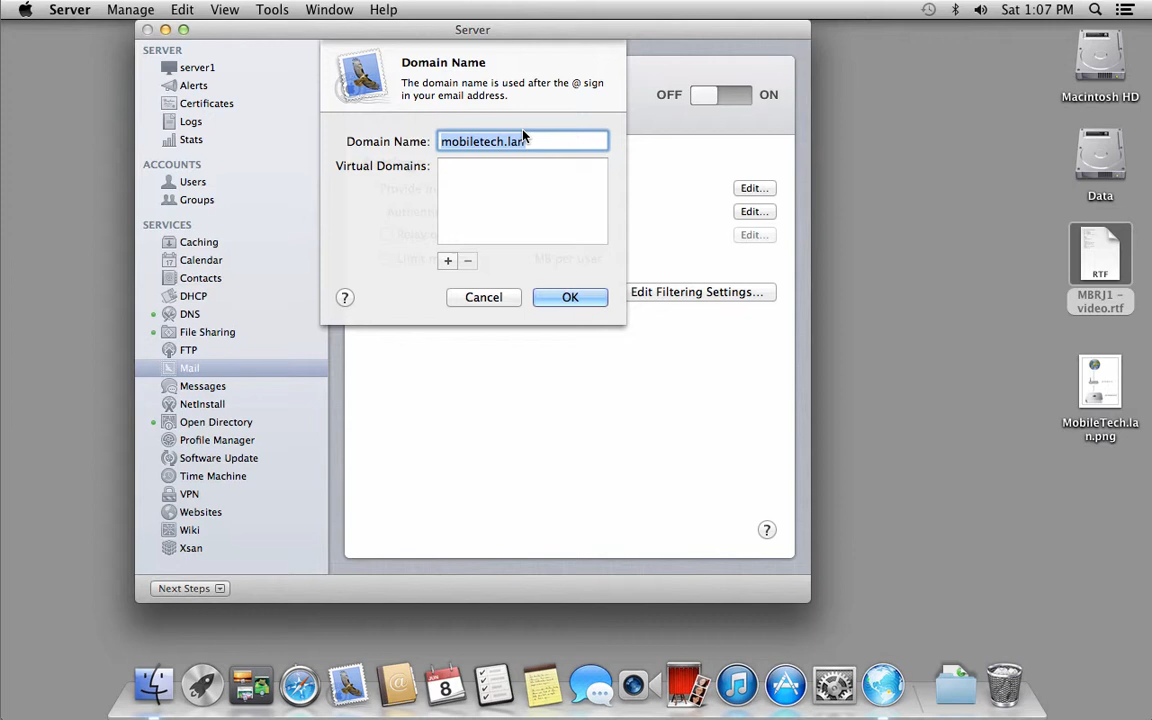 Server Manage Edit View Tools Window Help
Sat 1:07 PM
Server
SERVER
server1
Alerts
Certificates
Logs
Stats
ACCOUNTS
Users
Groups
SERVICES
Caching
Calendar
Contacts
DHCP
DNS
File Sharing
FTP
Mail
Messages
NetInstall
Open Directory
Profile Manager
Software Update
Time Machine
VPN
Websites
Wiki
Xsan
Next Steps
Domain Name
The domain name is used after the @ sign
in your email address.
Domain Name: mobiletech.lan
Virtual Domains:
+ −
? Cancel OK
OFF ON
Edit...
Edit...
Edit...
MB per user
Edit Filtering Settings...
?
Macintosh HD
Data
RTF
MBRJ1 –
video.rtf
MobileTech.la
n.png
8